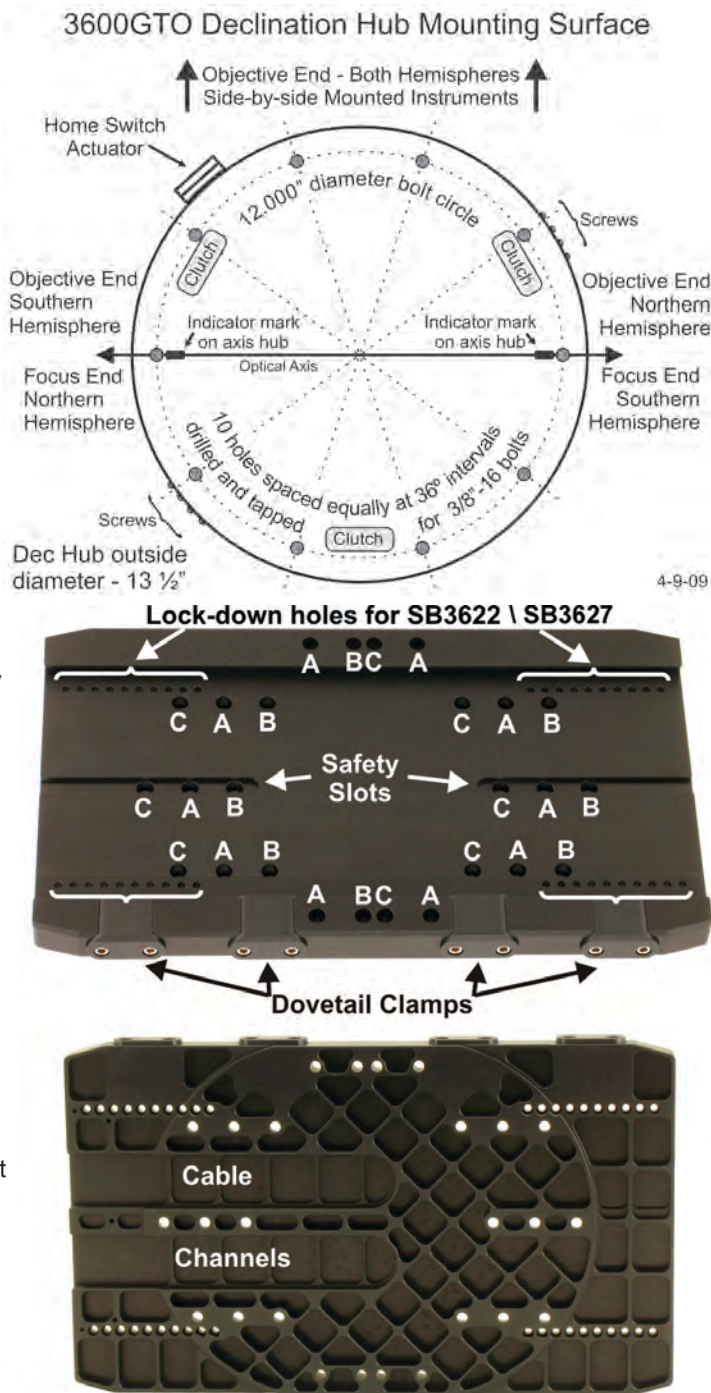 3600GTO Declination Hub Mounting Surface
Objective End - Both Hemispheres
Side-by-side Mounted Instruments
Home Switch
Actuator
12.000" diameter bolt circle
Screws
Clutch
Clutch
Objective End
Southern
Hemisphere
Objective End
Northern
Hemisphere
Indicator mark
on axis hub
Indicator mark
on axis hub
Optical Axis
Focus End
Northern
Hemisphere
Focus End
Southern
Hemisphere
10 holes spaced equally at 36º intervals
drilled and tapped
for 3/8"-16 bolts
Clutch
Screws
Dec Hub outside
diameter - 13 ½"
4-9-09
Lock-down holes for SB3622 \ SB3627
y
A B C A
C A B C A B
Safety
Slots
C A B C A B
C A B C A B
A B C A
Dovetail Clamps
t
Cable
Channels